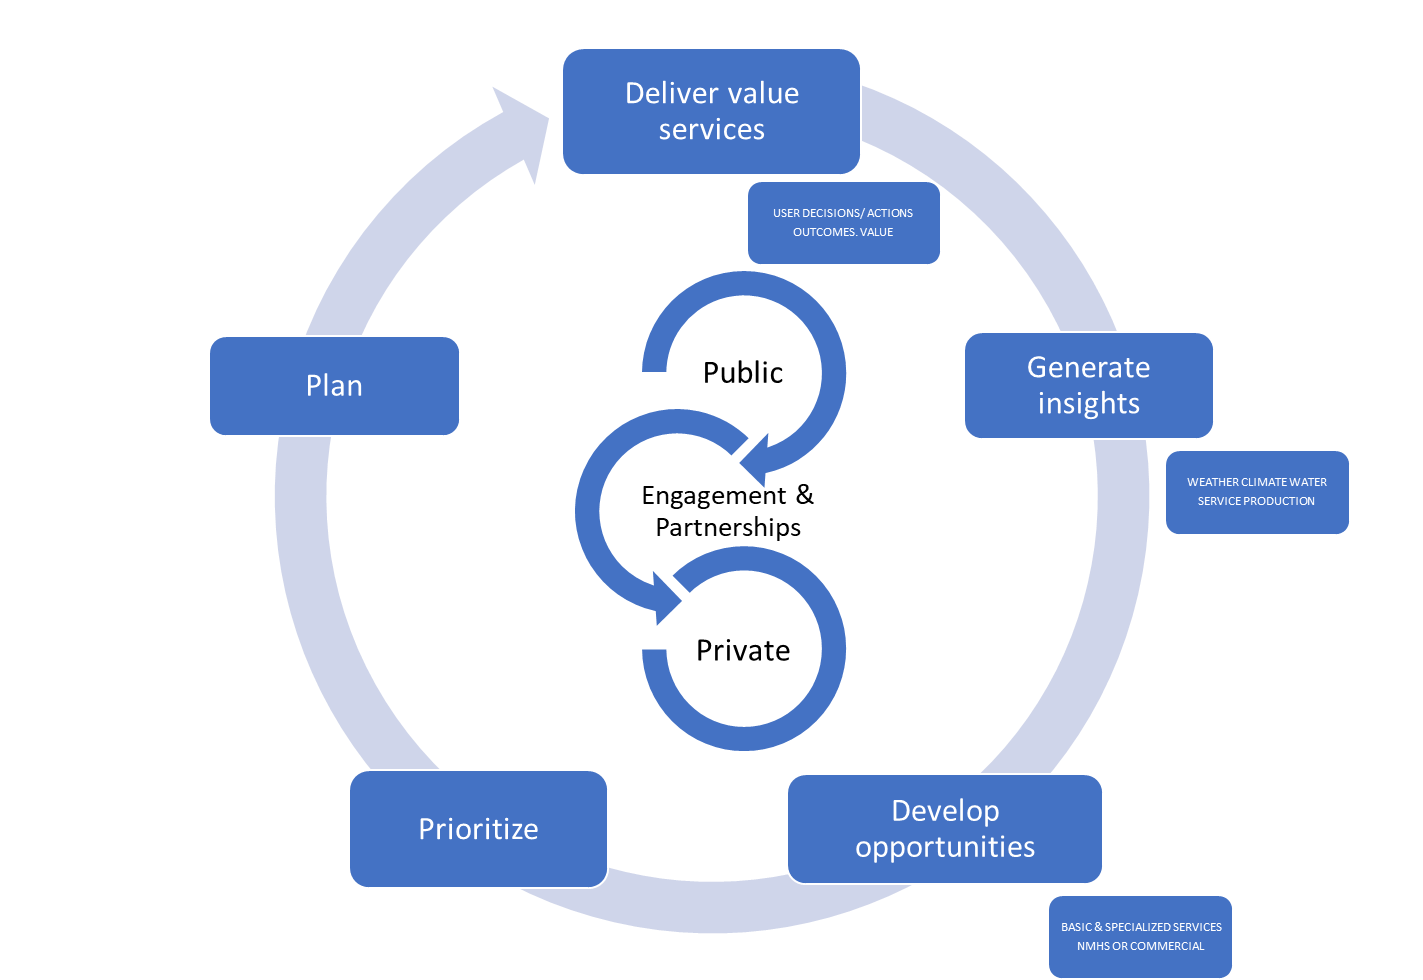 Deliver value
services
USER DECISIONS/ ACTIONS
OUTCOMES. VALUE
Plan
Public
Generate
insights
WEATHER CLIMATE WATER
SERVICE PRODUCTION
Engagement &
Partnerships
Private
Prioritize
Develop
opportunities
BASIC & SPECIALIZED SERVICES
NMHS OR COMMERCIAL